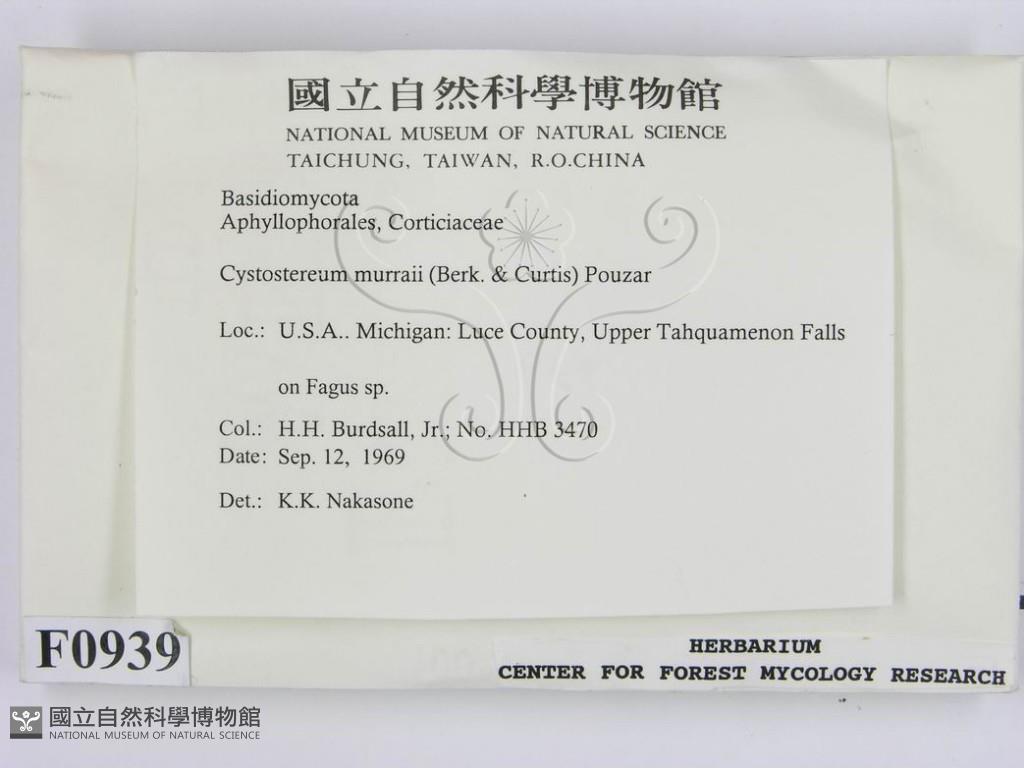 國立自然科學博物館
NATIONAL MUSEUM OF NATURAL SCIENCE
TAICHUNG, TAIWAN, R.O.CHINA
Basidiomycota
Aphyllophorales, Corticiaceae
Cystostereum murraii (Berk. & Curtis) Pouzar
Loc.: U.S.A.. Michigan: Luce County, Upper Tahquamenon Falls
on Fagus sp.
Col.: H.H. Burdsall, Jr.; No. HHB 3470
Date: Sep. 12, 1969
Det.: K.K. Nakasone
F0939
HERBARIUM
CENTER FOR FOREST MYCOLOGY RESEARCH
國立自然科學博物館
NATIONAL MUSEUM OF NATURAL SCIENCE